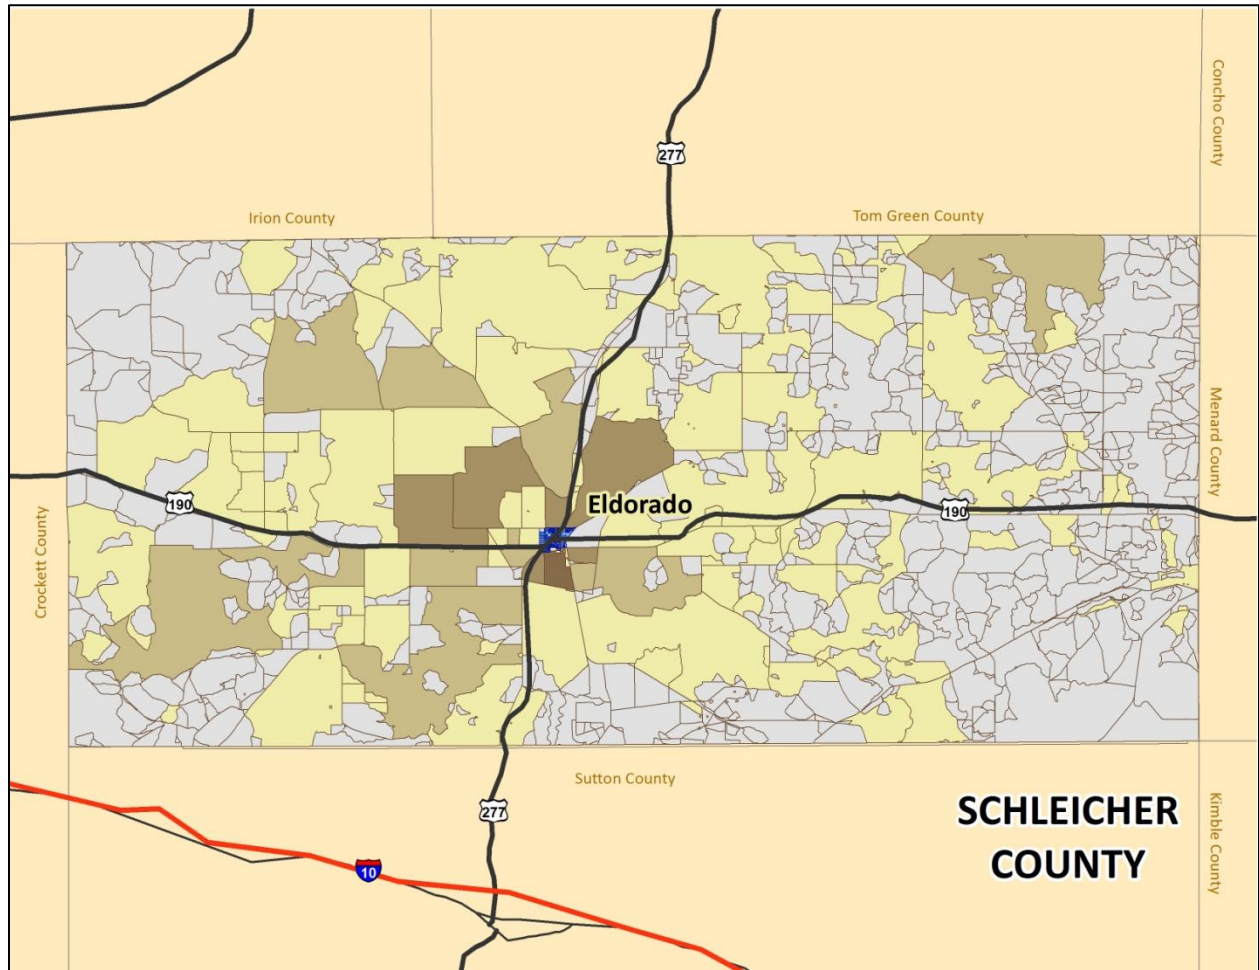 Concho County
277
Irion County
Tom Green County
Menard County
Eldorado
190
190
Crockett County
Sutton County
277
SCHLEICHER
COUNTY
Kimble County
10